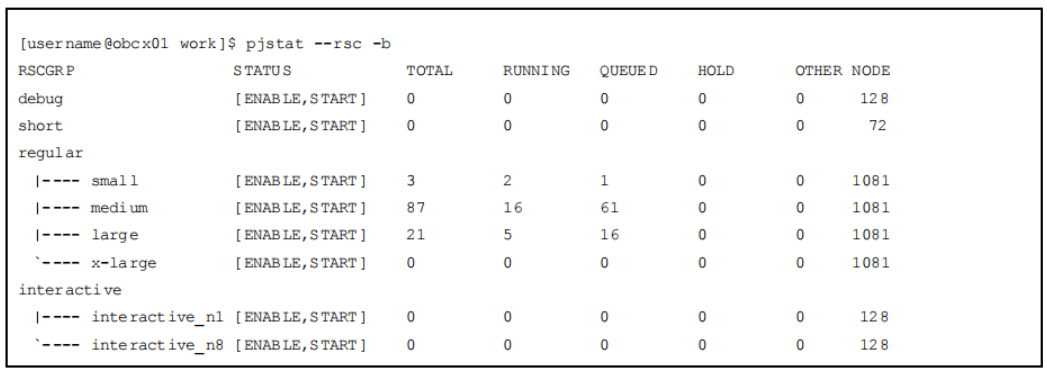 [username@obcx01 work]$ pjstat --rsc -b
RSCGRP STATUS TOTAL RUNNING QUEUED HOLD OTHER NODE
debug [ENABLE,START] 0 0 0 0 0 128
short [ENABLE,START] 0 0 0 0 0 72
regular
|---- small [ENABLE,START] 3 2 1 0 0 1081
|---- medium [ENABLE,START] 87 16 61 0 0 1081
|---- large [ENABLE,START] 21 5 16 0 0 1081
`---- x-large [ENABLE,START] 0 0 0 0 0 1081
interactive
|---- interactive_n1 [ENABLE,START] 0 0 0 0 0 128
`---- interactive_n8 [ENABLE,START] 0 0 0 0 0 128